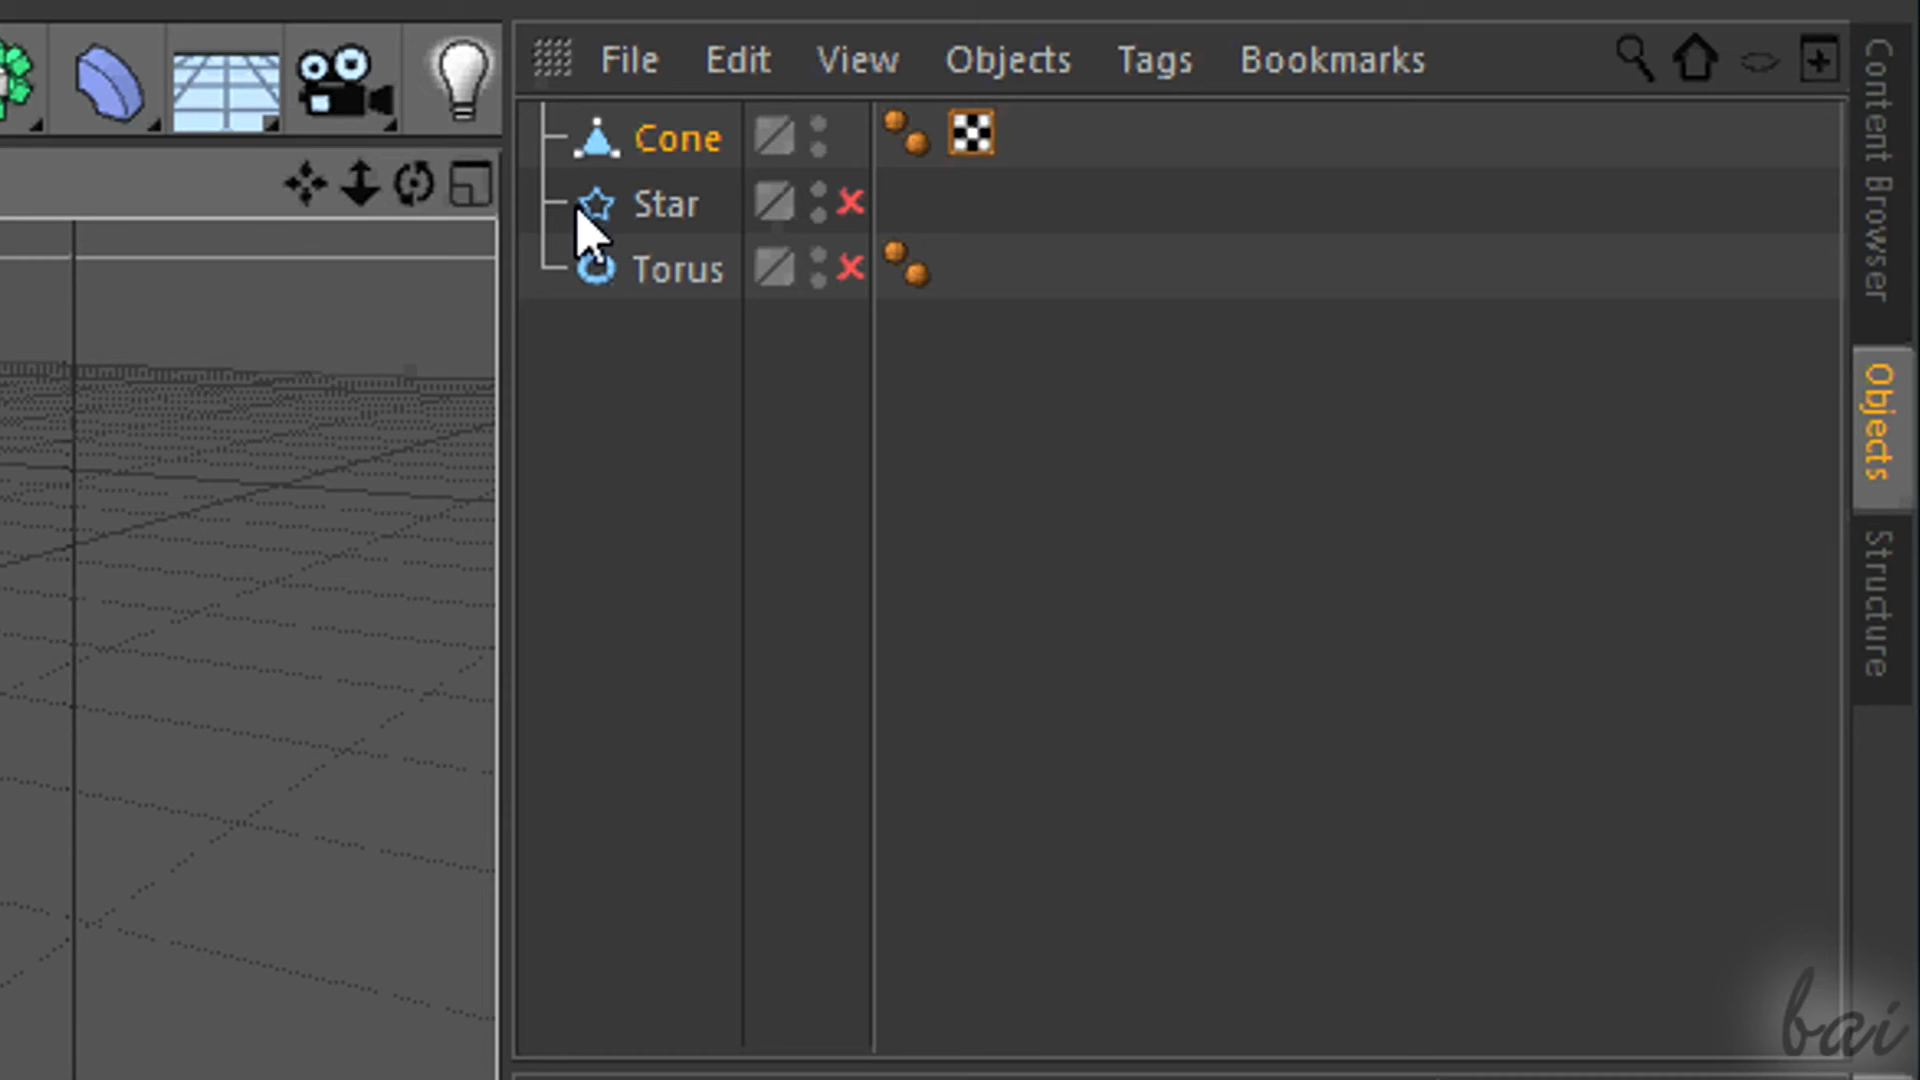 File Edit View Objects Tags Bookmarks
Cone
Star
Torus
Content Browser
Objects
Structure
bai